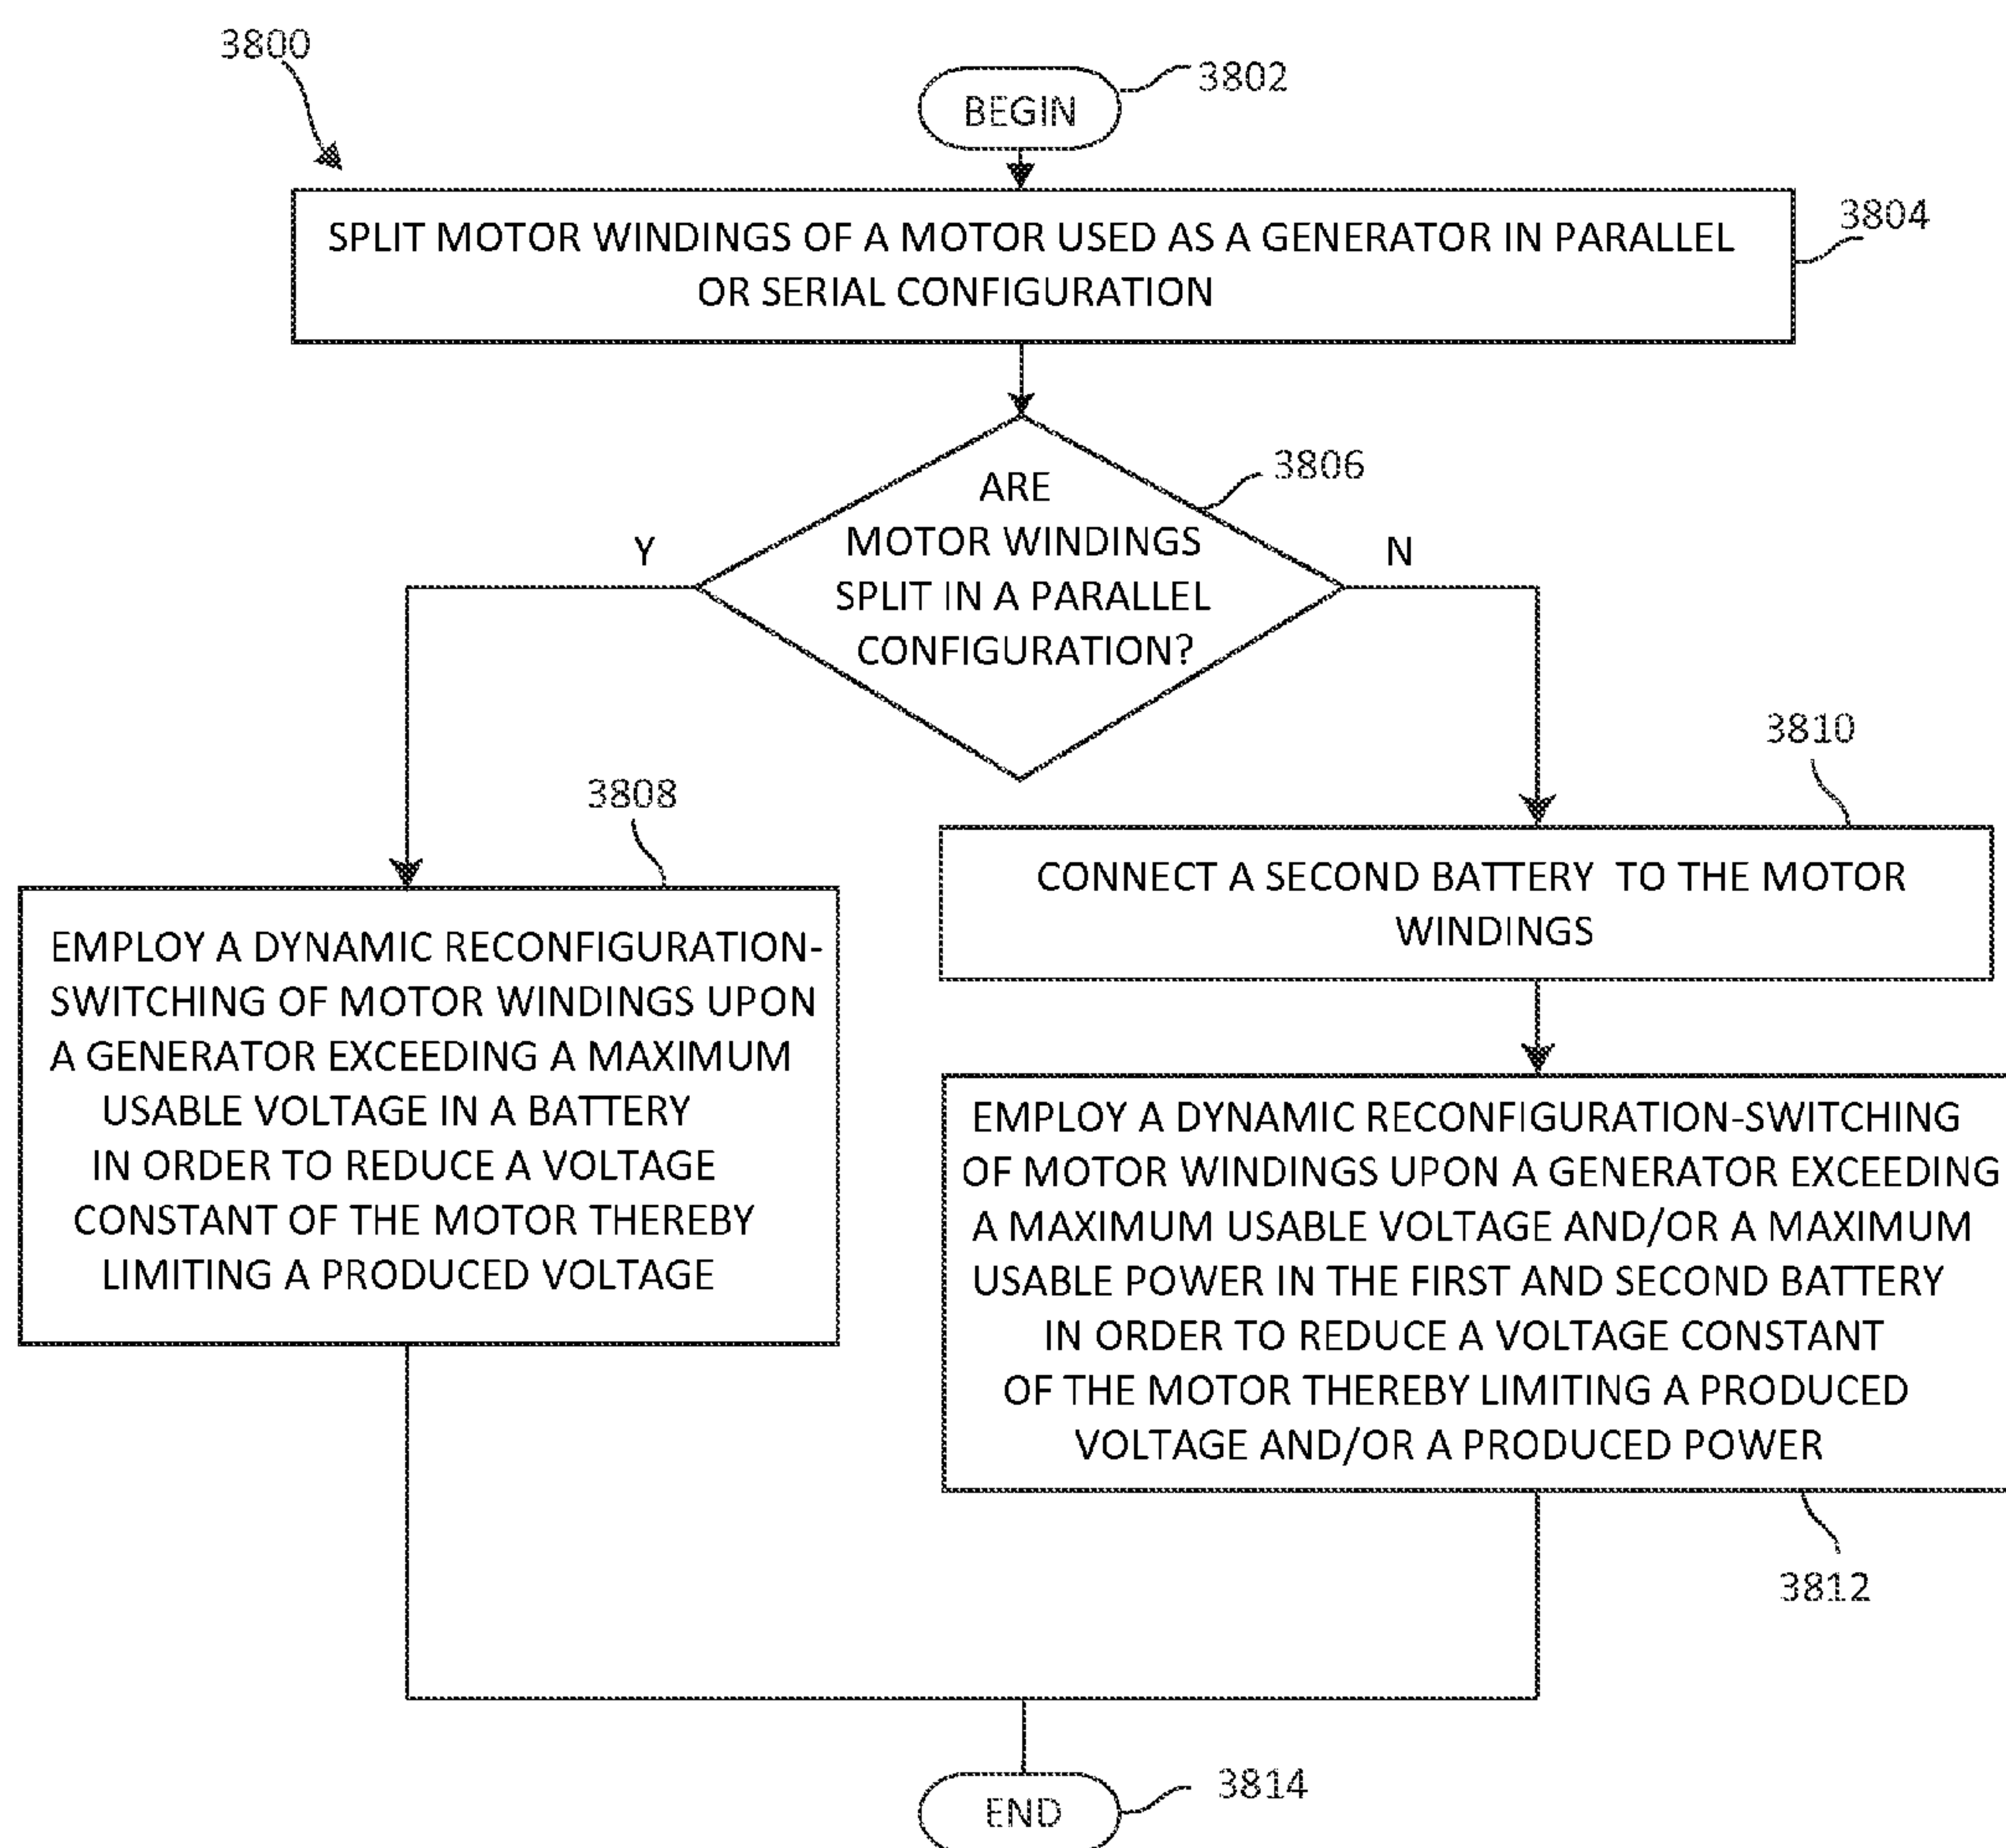 3800
BEGIN
3802
SPLIT MOTOR WINDINGS OF A MOTOR USED AS A GENERATOR IN PARALLEL
OR SERIAL CONFIGURATION
3804
ARE
MOTOR WINDINGS
SPLIT IN A PARALLEL
CONFIGURATION?
3806
Y
N
3808
EMPLOY A DYNAMIC RECONFIGURATION-
SWITCHING OF MOTOR WINDINGS UPON
A GENERATOR EXCEEDING A MAXIMUM
USABLE VOLTAGE IN A BATTERY
IN ORDER TO REDUCE A VOLTAGE
CONSTANT OF THE MOTOR THEREBY
LIMITING A PRODUCED VOLTAGE
3810
CONNECT A SECOND BATTERY TO THE MOTOR
WINDINGS
EMPLOY A DYNAMIC RECONFIGURATION-SWITCHING
OF MOTOR WINDINGS UPON A GENERATOR EXCEEDING
A MAXIMUM USABLE VOLTAGE AND/OR A MAXIMUM
USABLE POWER IN THE FIRST AND SECOND BATTERY
IN ORDER TO REDUCE A VOLTAGE CONSTANT
OF THE MOTOR THEREBY LIMITING A PRODUCED
VOLTAGE AND/OR A PRODUCED POWER
3812
END
3814